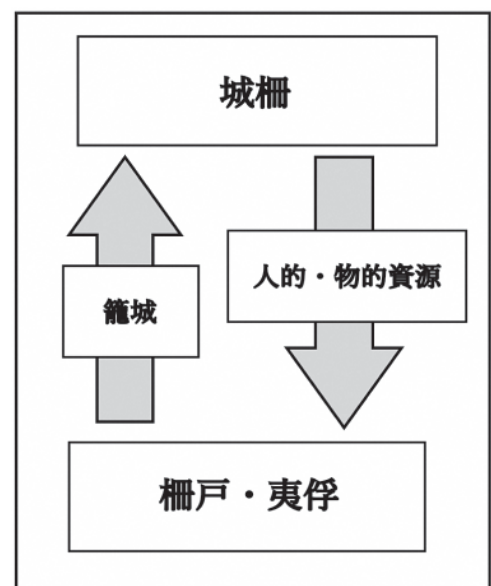 城柵
人的・物的資源
籠城
柵戸・夷俘